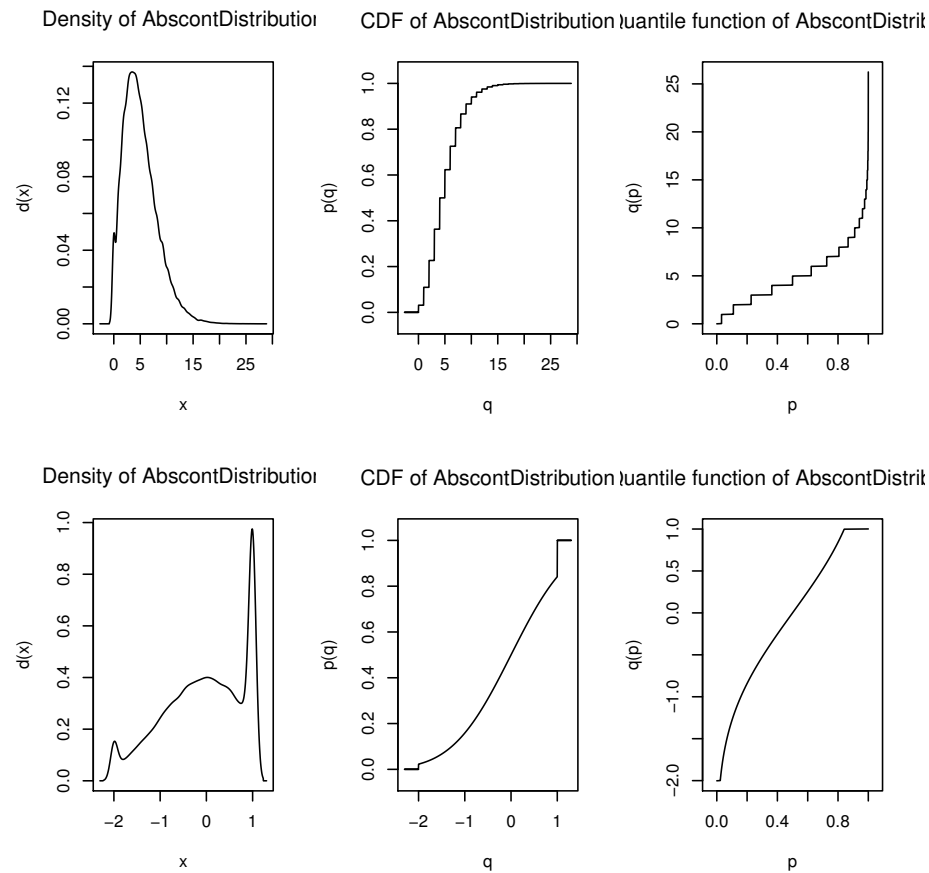 Density of AbscontDistribution
CDF of AbscontDistribution
uantile function of AbscontDistrib
d(x)
0.00 0.04 0.08 0.12
0 5 15 25
x
p(q)
0.0 0.2 0.4 0.6 0.8 1.0
0 5 15 25
q
q(p)
0 5 10 15 20 25
0.0 0.4 0.8
p
Density of AbscontDistribution
CDF of AbscontDistribution
uantile function of AbscontDistrib
d(x)
0.0 0.2 0.4 0.6 0.8 1.0
−2 −1 0 1
x
p(q)
0.0 0.2 0.4 0.6 0.8 1.0
−2 −1 0 1
q
q(p)
−2.0 −1.0 0.0 0.5 1.0
0.0 0.4 0.8
p